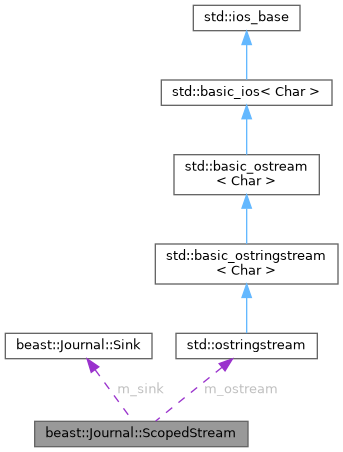 std::ios_base
std::basic_ios< Char >
std::basic_ostream
< Char >
std::basic_ostringstream
< Char >
beast::Journal::Sink
std::ostringstream
m_sink
m_ostream
beast::Journal::ScopedStream